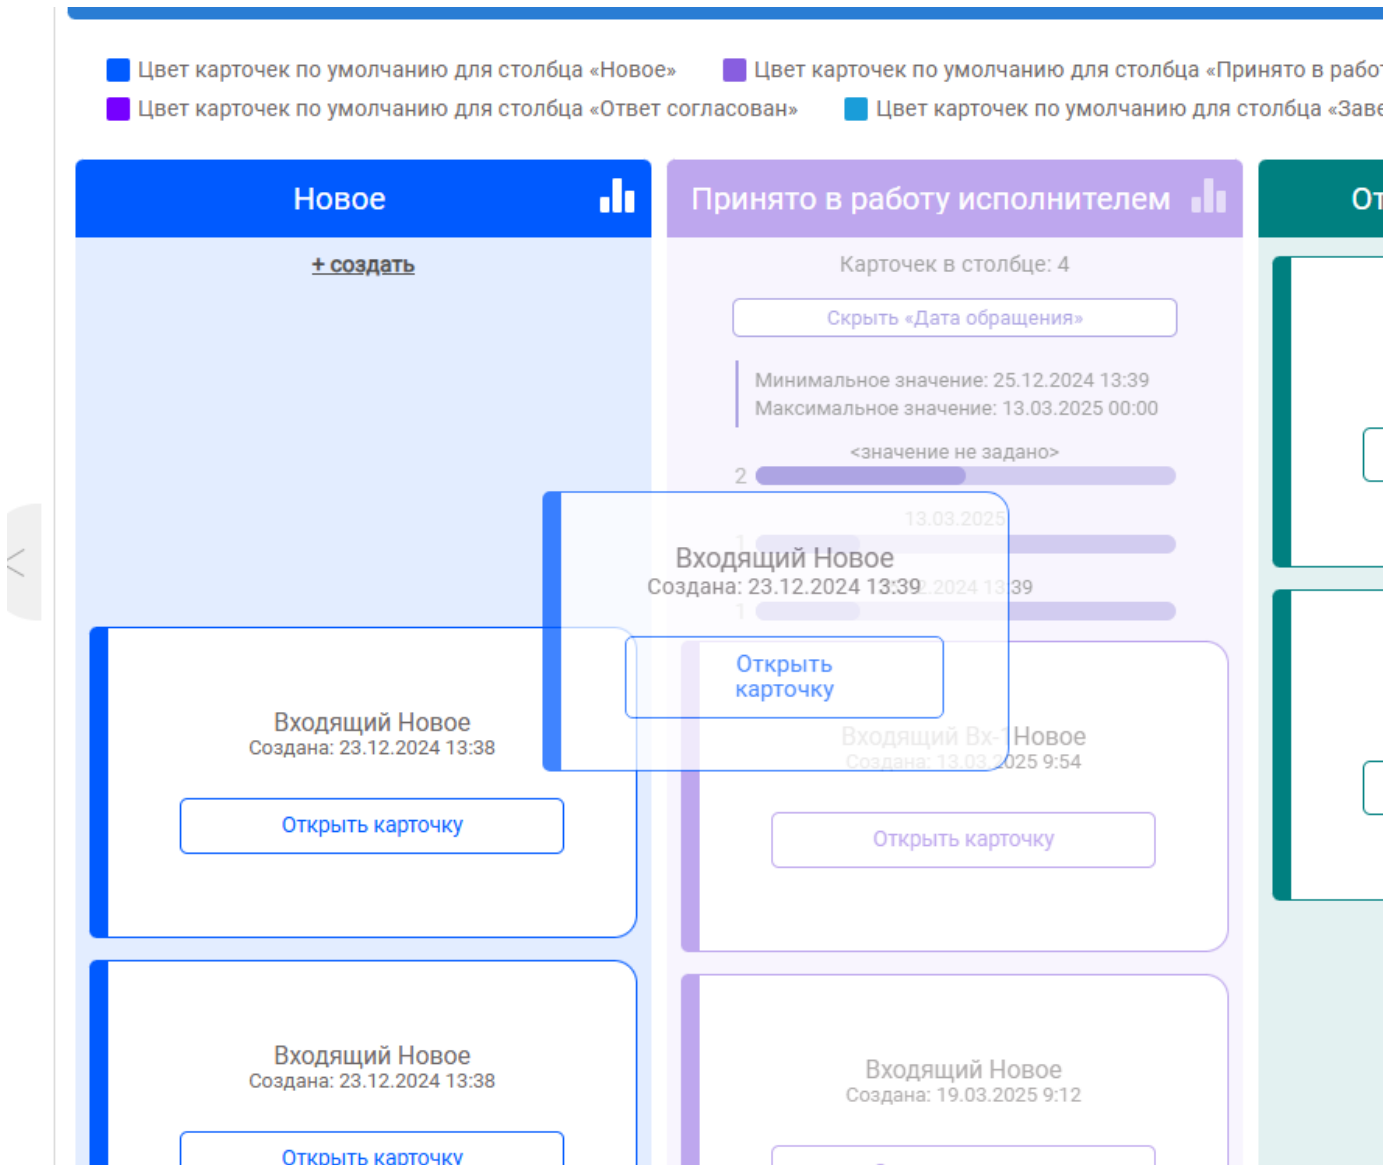 Цвет карточек по умолчанию для столбца «Новое»
Цвет карточек по умолчанию для столбца «Принято в
Цвет карточек по умолчанию для столбца «Ответ согласован»
Цвет карточек по умолчанию для столбца
Новое
+ создать
Входящий Новое
Создана: 23.12.2024 13:38
Открыть карточку
Входящий Новое
Создана: 23.12.2024 13:38
Открыть карточку
Принято в работу исполнителем
Карточек в столбце: 4
Скрыть «Дата обращения»
Минимальное значение: 25.12.2024 13:39
Максимальное значение: 13.03.2025 00:00
<значение не задано>
2
13.03.2025
1
Входящий Новое
Создана: 23.12.2024 13:39
1
Открыть
карточку
Входящий Вх-1 Новое
Создана: 13.03.2025 9:54
Открыть карточку
Входящий Новое
Создана: 19.03.2025 9:12